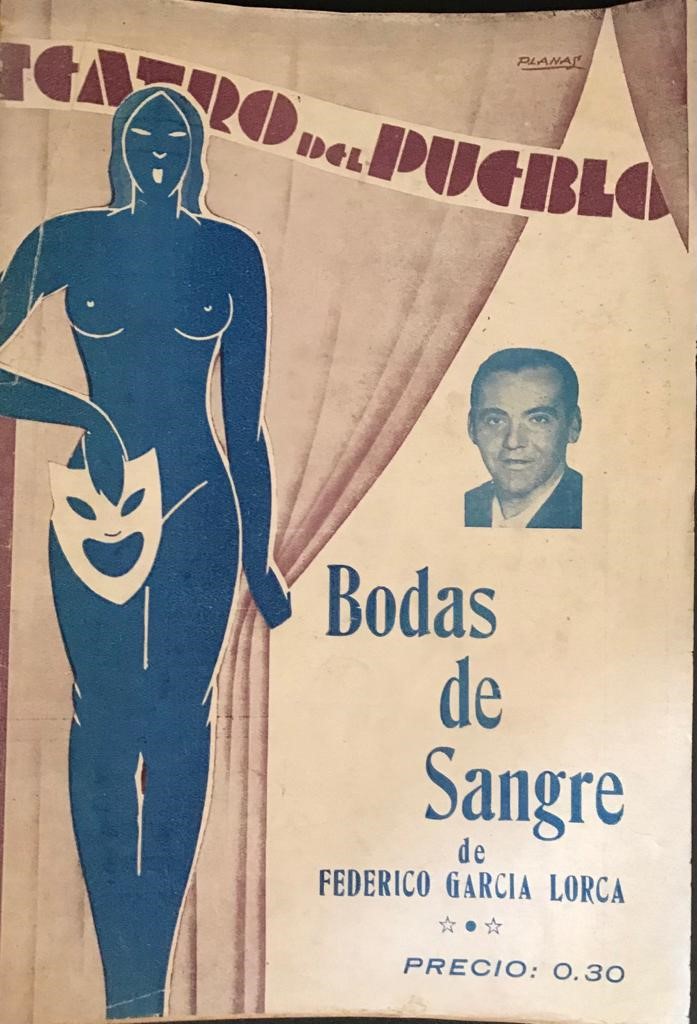 PLANAS
TEATRO DEL PUEBLO
Bodas
de
Sangre
de
FEDERICO GARCIA LORCA
PRECIO: 0.30